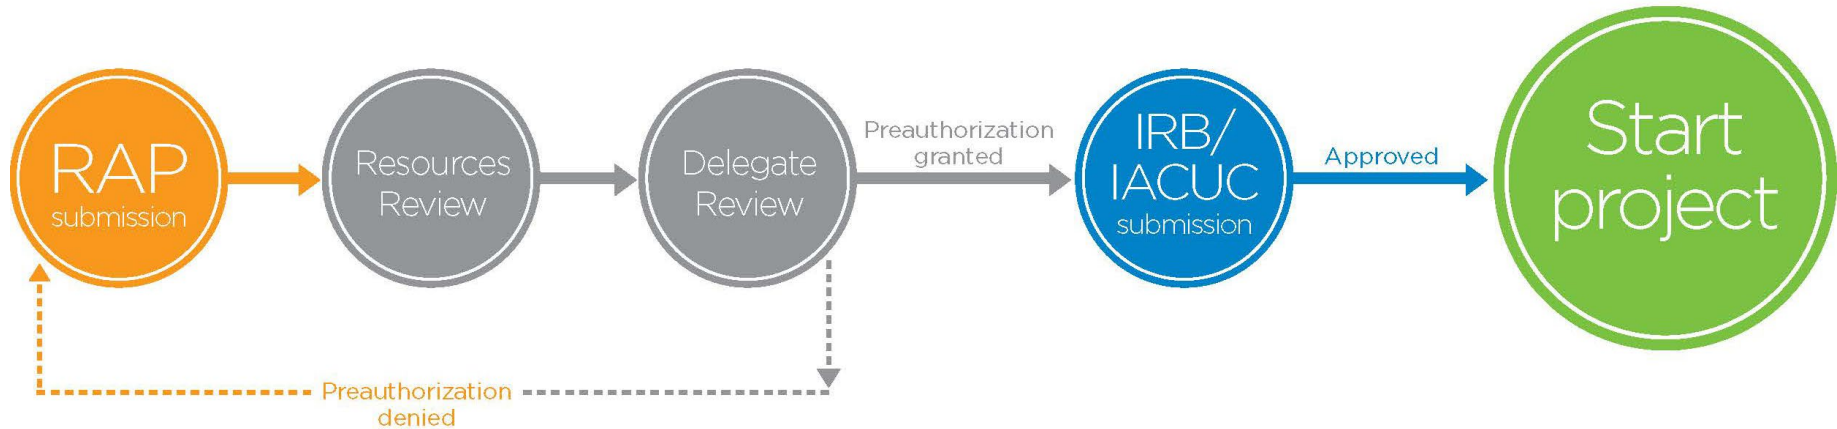 RAP
submission
Resources
Review
Delegate
Review
Preauthorization
granted
IRB/
IACUC
submission
Approved
Start
project
Preauthorization
denied